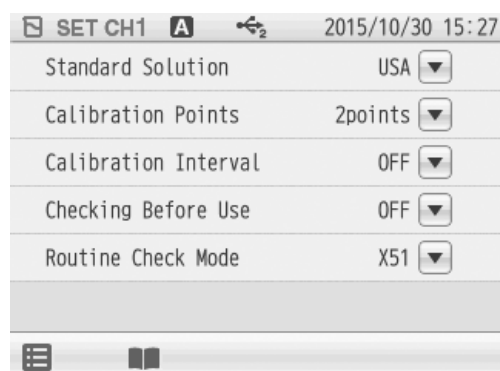 SET CH1 A 2 2015/10/30 15:27
Standard Solution USA
Calibration Points 2points
Calibration Interval OFF
Checking Before Use OFF
Routine Check Mode X51